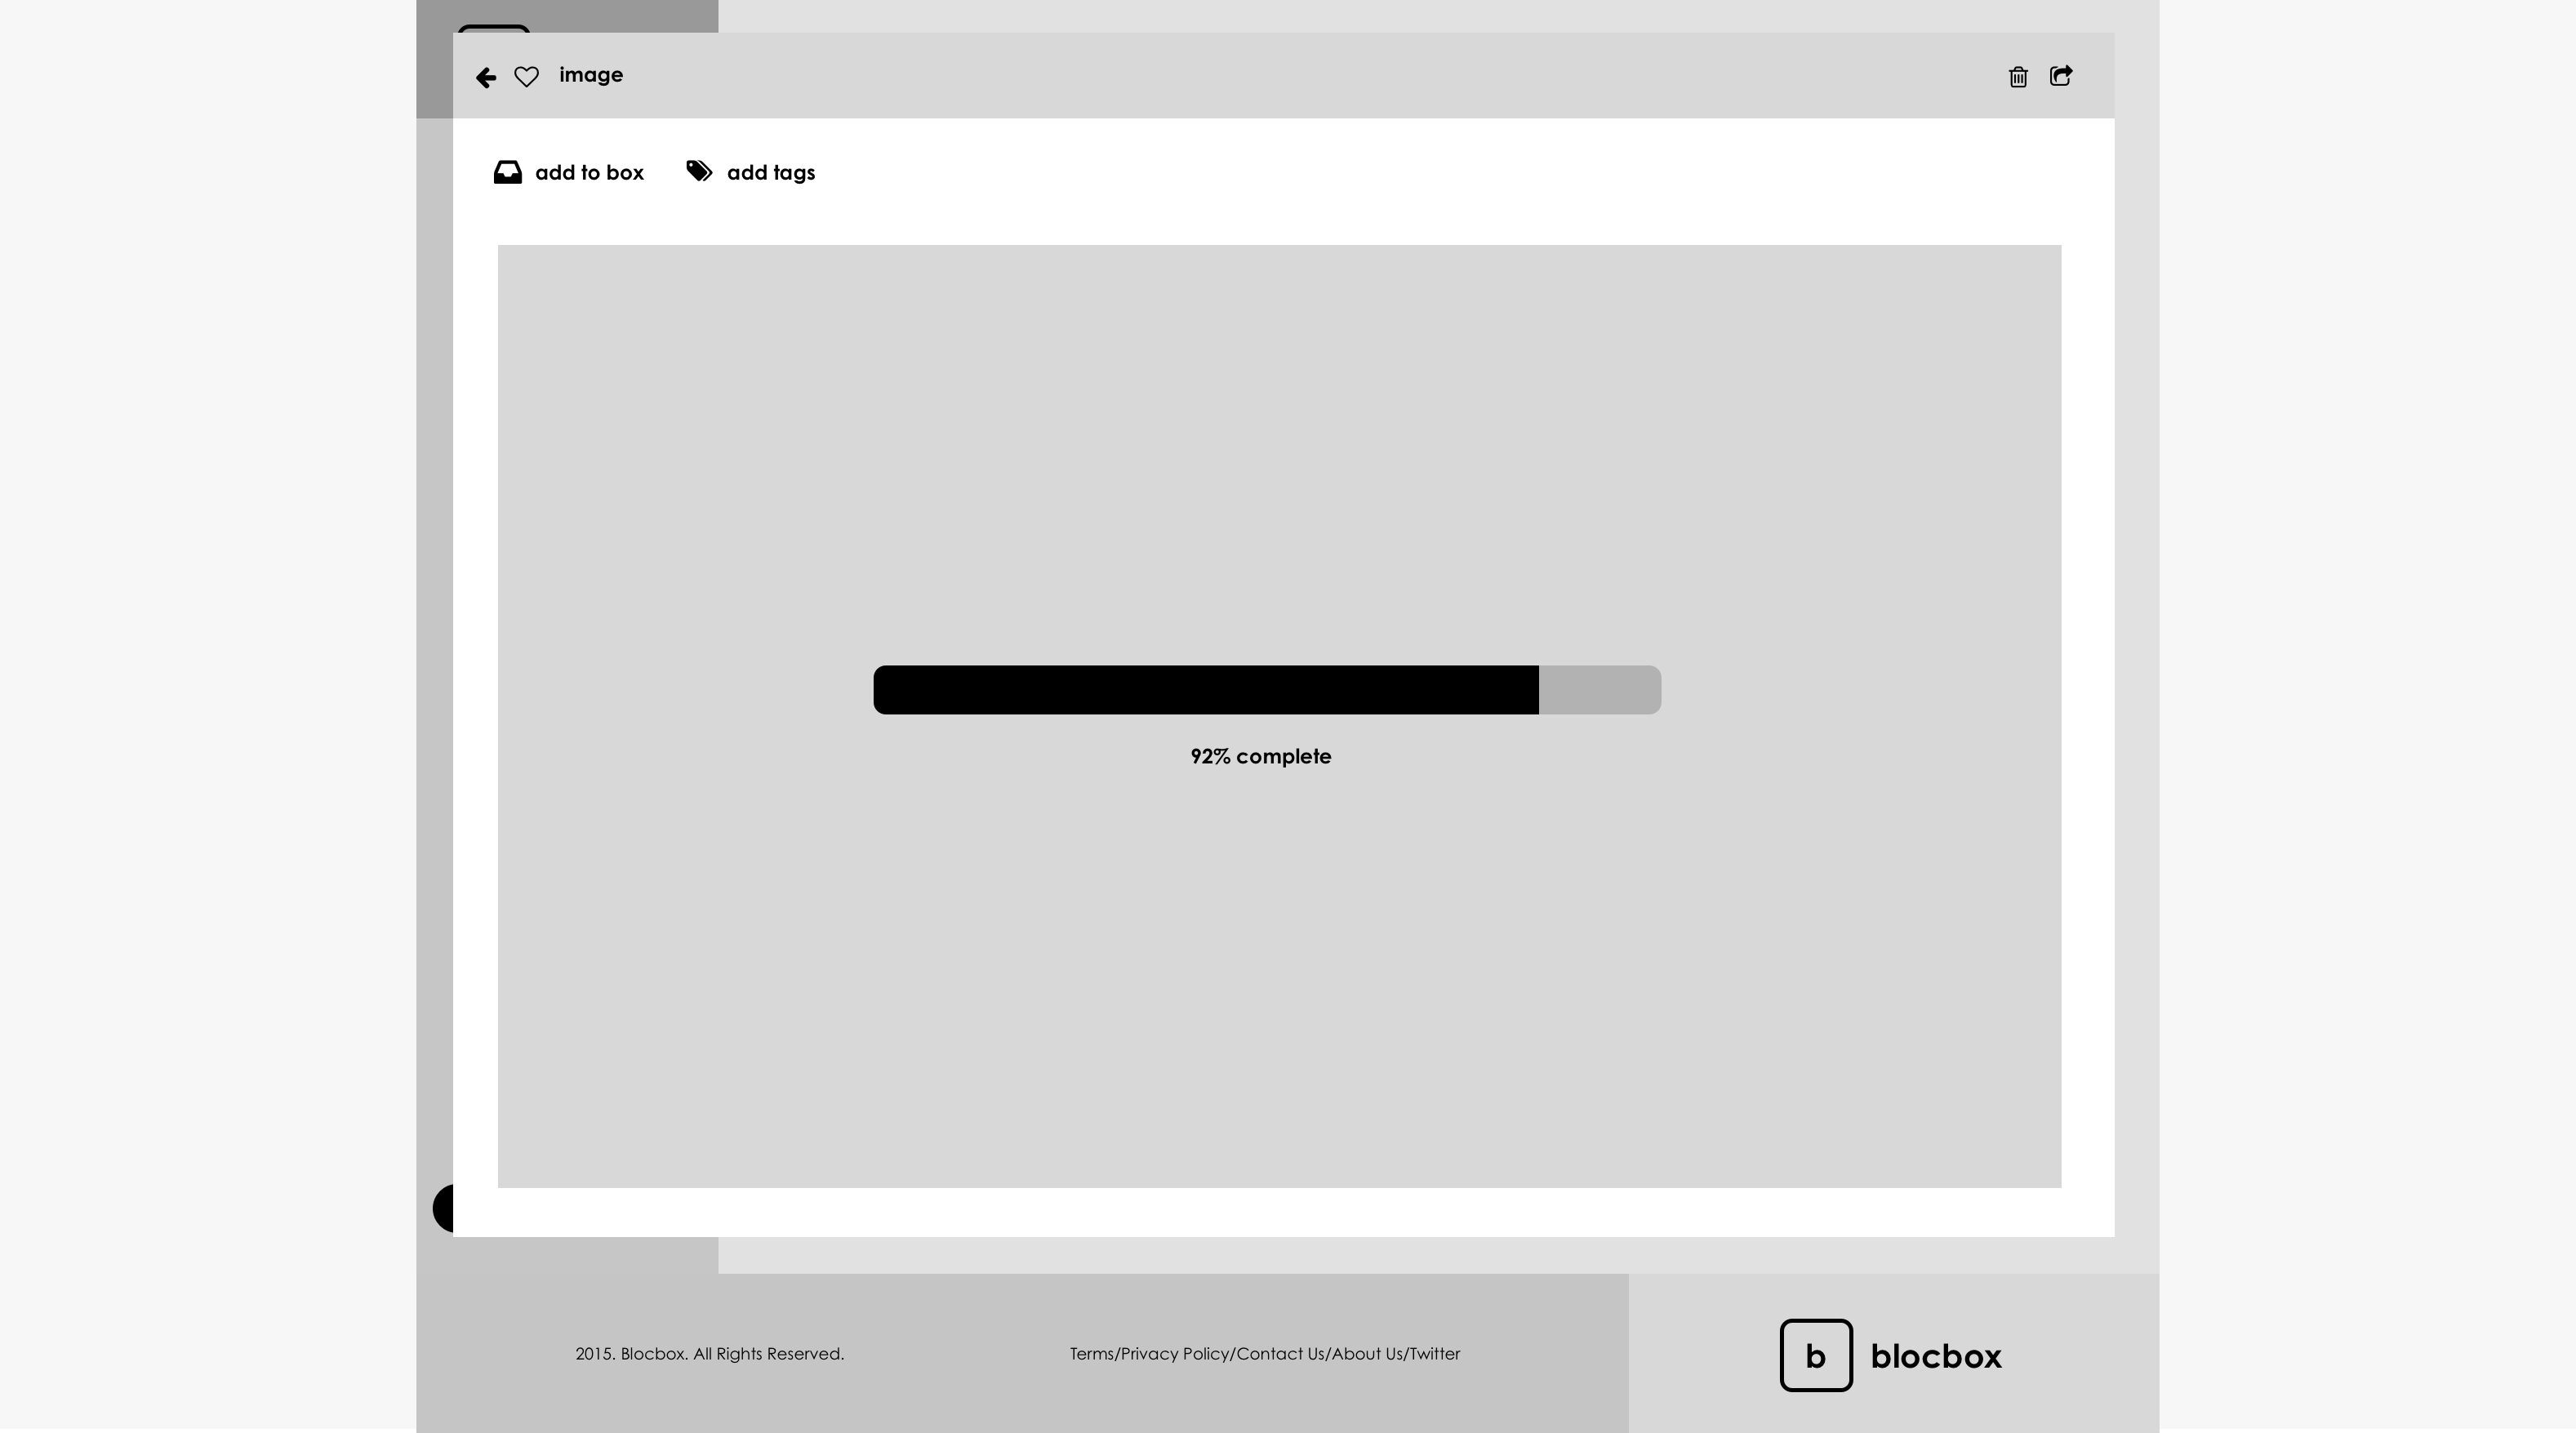 image
add to box
add tags
92% complete
2015. Blocbox. All Rights Reserved.
Terms/Privacy Policy/Contact Us/About Us/Twitter
b
blocbox